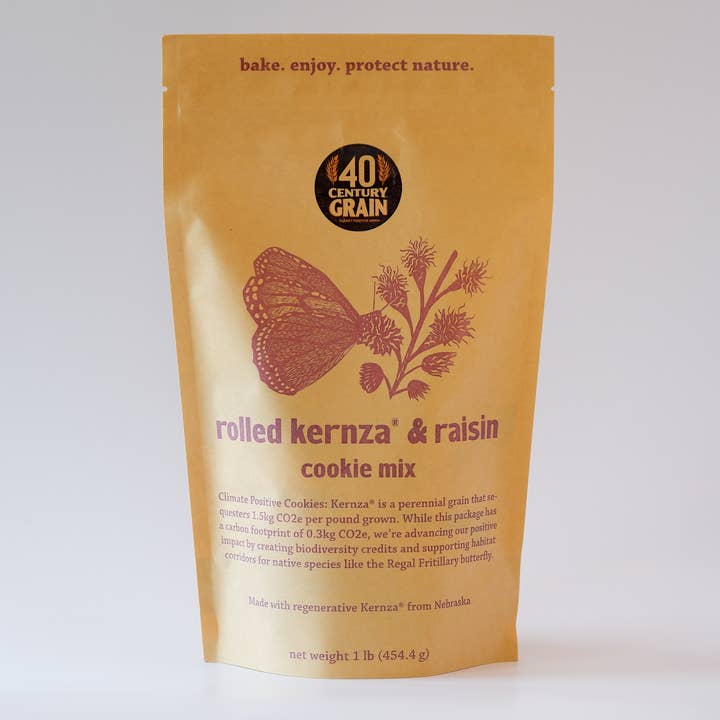 bake. enjoy. protect nature.
40
CENTURY
GRAIN
rolled kernza® & raisin
cookie mix
Climate Positive Cookies: Kernza® is a perennial grain that se-
questers 1.5kg CO2e per pound grown. While this package has
a carbon footprint of 0.3kg CO2e, we're advancing our positive
impact by creating biodiversity credits and supporting habitat
corridors for native species like the Regal Fritillary butterfly.
Made with regenerative Kernza® from Nebraska
net weight 1 lb (454.4 g)